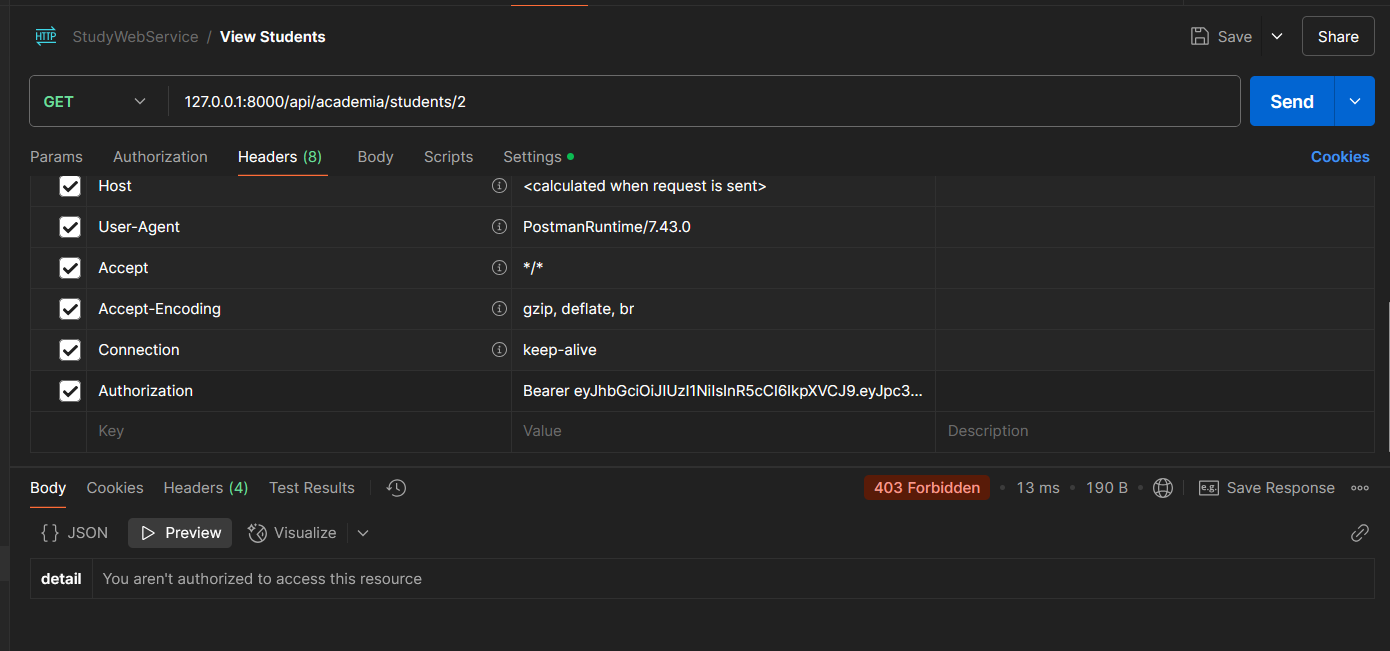 HTTP StudyWebService / View Students Save Share
GET 127.0.0.1:8000/api/academia/students/2 Send
Params Authorization Headers (8) Body Scripts Settings Cookies
Host <calculated when request is sent>
User-Agent PostmanRuntime/7.43.0
Accept */*
Accept-Encoding gzip, deflate, br
Connection keep-alive
Authorization Bearer eyJhbGciOiJIUzI1NiIsInR5cCI6IkpXVCJ9.eyJpc3...
Key Value Description
Body Cookies Headers (4) Test Results 403 Forbidden 13 ms 190 B e.g. Save Response
{} JSON Preview Visualize
detail You aren't authorized to access this resource